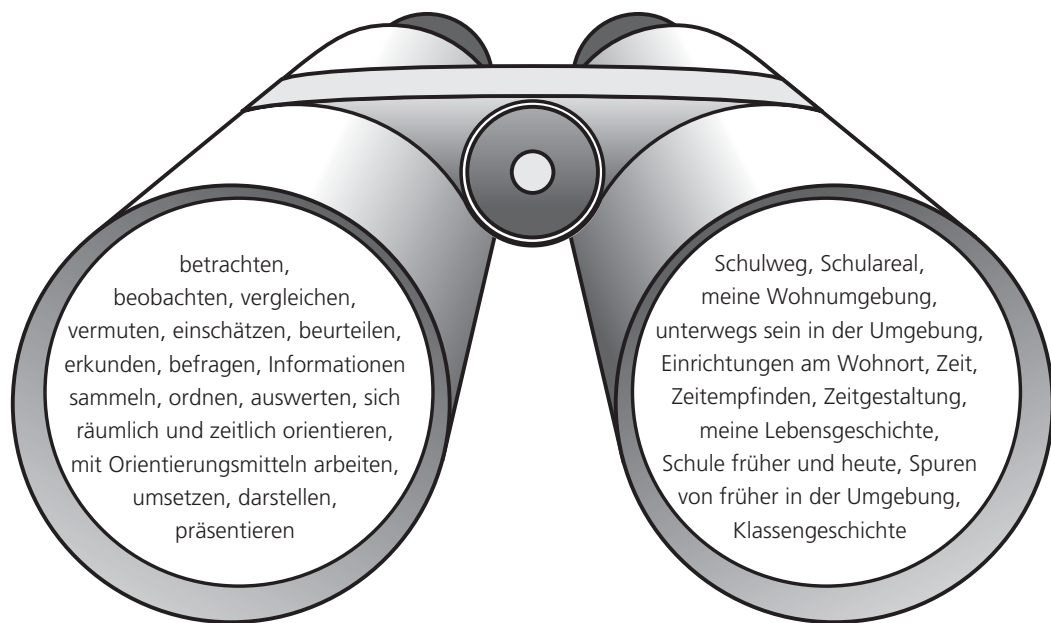 betrachten,
beobachten, vergleichen,
vermuten, einschätzen, beurteilen,
erkunden, befragen, Informationen
sammeln, ordnen, auswerten, sich
räumlich und zeitlich orientieren,
mit Orientierungsmitteln arbeiten,
umsetzen, darstellen,
präsentieren
Schulweg, Schulareal,
meine Wohnumgebung,
unterwegs sein in der Umgebung,
Einrichtungen am Wohnort, Zeit,
Zeitempfinden, Zeitgestaltung,
meine Lebensgeschichte,
Schule früher und heute, Spuren
von früher in der Umgebung,
Klassengeschichte